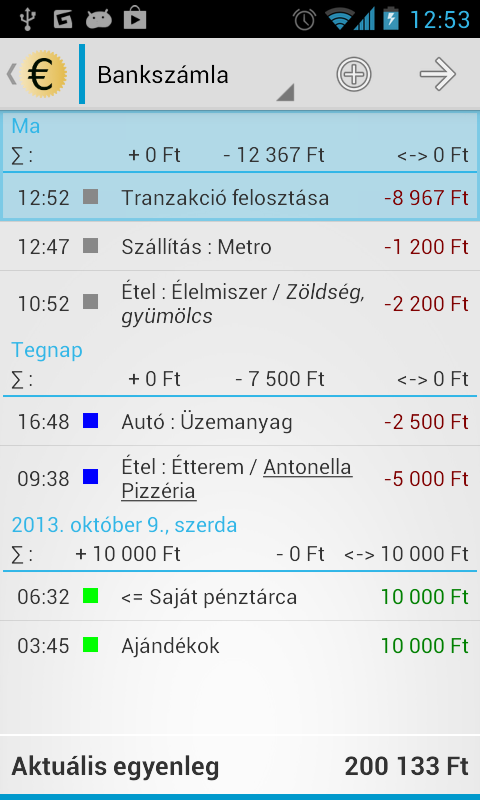 12:53
€ Bankszámla
Ma
∑ : + 0 Ft - 12 367 Ft <-> 0 Ft
12:52 Tranzakció felosztása -8 967 Ft
12:47 Szállítás : Metro -1 200 Ft
10:52 Étel : Élelmiszer / Zöldség, gyümölcs -2 200 Ft
Tegnap
∑ : + 0 Ft - 7 500 Ft <-> 0 Ft
16:48 Autó : Üzemanyag -2 500 Ft
09:38 Étel : Étterem / Antonella Pizzéria -5 000 Ft
2013. október 9., szerda
∑ : + 10 000 Ft - 0 Ft <-> 10 000 Ft
06:32 <= Saját pénztárca 10 000 Ft
03:45 Ajándékok 10 000 Ft
Aktuális egyenleg 200 133 Ft